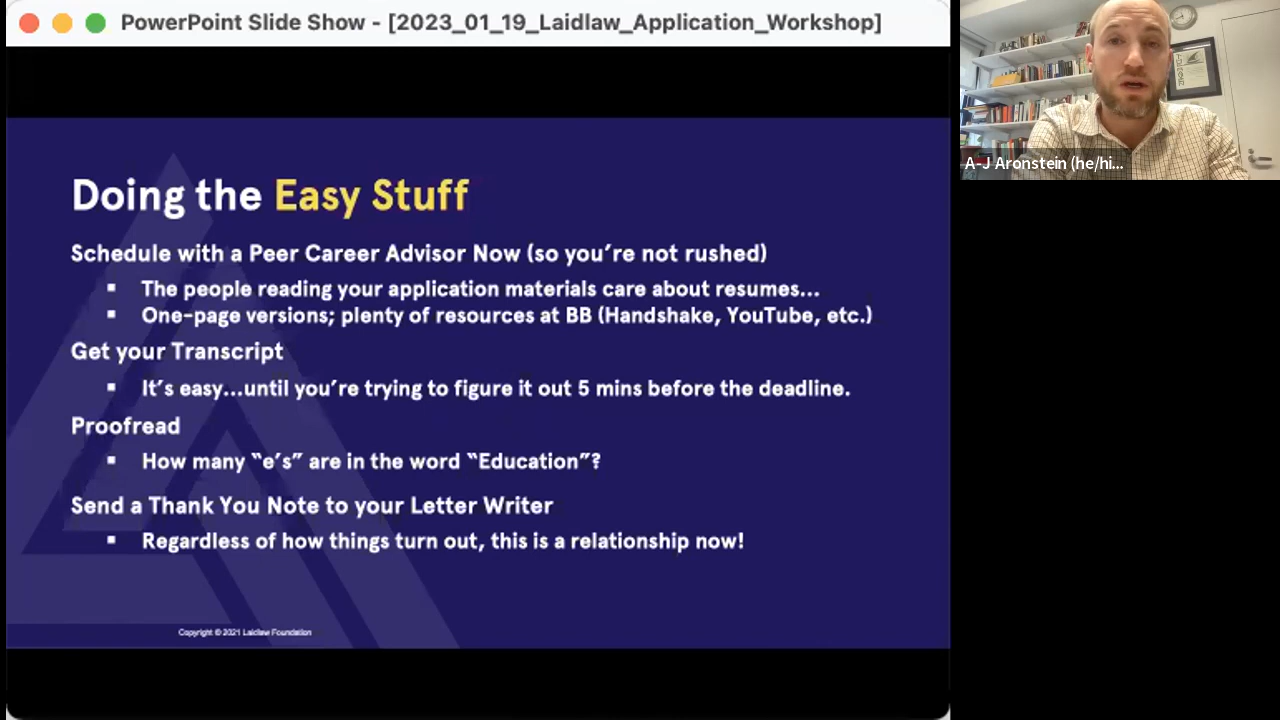 PowerPoint Slide Show - [2023_01_19_Laidlaw_Application_Workshop]
A-J Aronstein (he/hi...
Doing the Easy Stuff
Schedule with a Peer Career Advisor Now (so you're not rushed)
▪ The people reading your application materials care about resumes...
▪ One-page versions; plenty of resources at BB (Handshake, YouTube, etc.)
Get your Transcript
▪ It's easy...until you're trying to figure it out 5 mins before the deadline.
Proofread
▪ How many “e's” are in the word “Education”?
Send a Thank You Note to your Letter Writer
▪ Regardless of how things turn out, this is a relationship now!
Copyright © 2021 Laidlaw Foundation